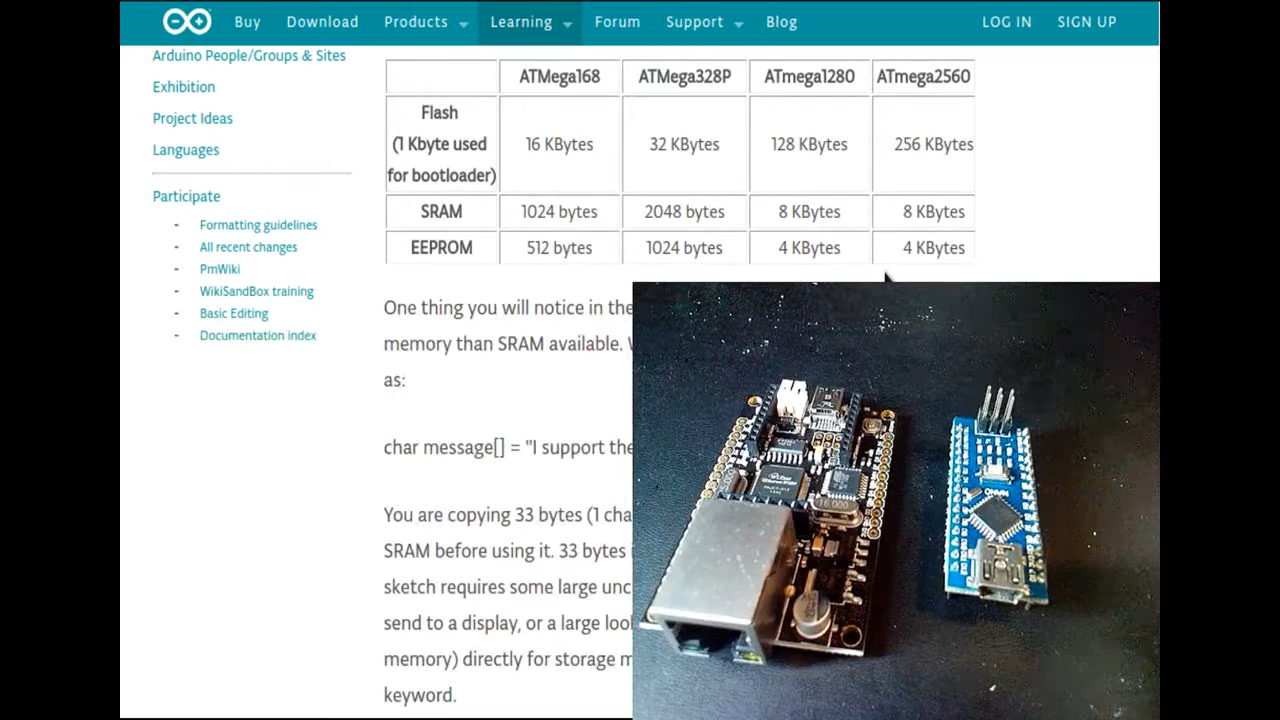 Buy Download Products Learning Forum Support Blog LOG IN SIGN UP
Arduino People/Groups & Sites
Exhibition
Project Ideas
Languages
Participate
- Formatting guidelines
- All recent changes
- PmWiki
- WikiSandBox training
- Basic Editing
- Documentation index
ATMega168 ATMega328P ATmega1280 ATmega2560
Flash
(1 Kbyte used
for bootloader)
16 KBytes 32 KBytes 128 KBytes 256 KBytes
SRAM 1024 bytes 2048 bytes 8 KBytes 8 KBytes
EEPROM 512 bytes 1024 bytes 4 KBytes 4 KBytes
One thing you will notice in the
memory than SRAM available.
as:
char message[] = "I support the
You are copying 33 bytes (1 cha
SRAM before using it. 33 bytes
sketch requires some large unc
send to a display, or a large loo
memory) directly for storage m
keyword.
16.000
NANO